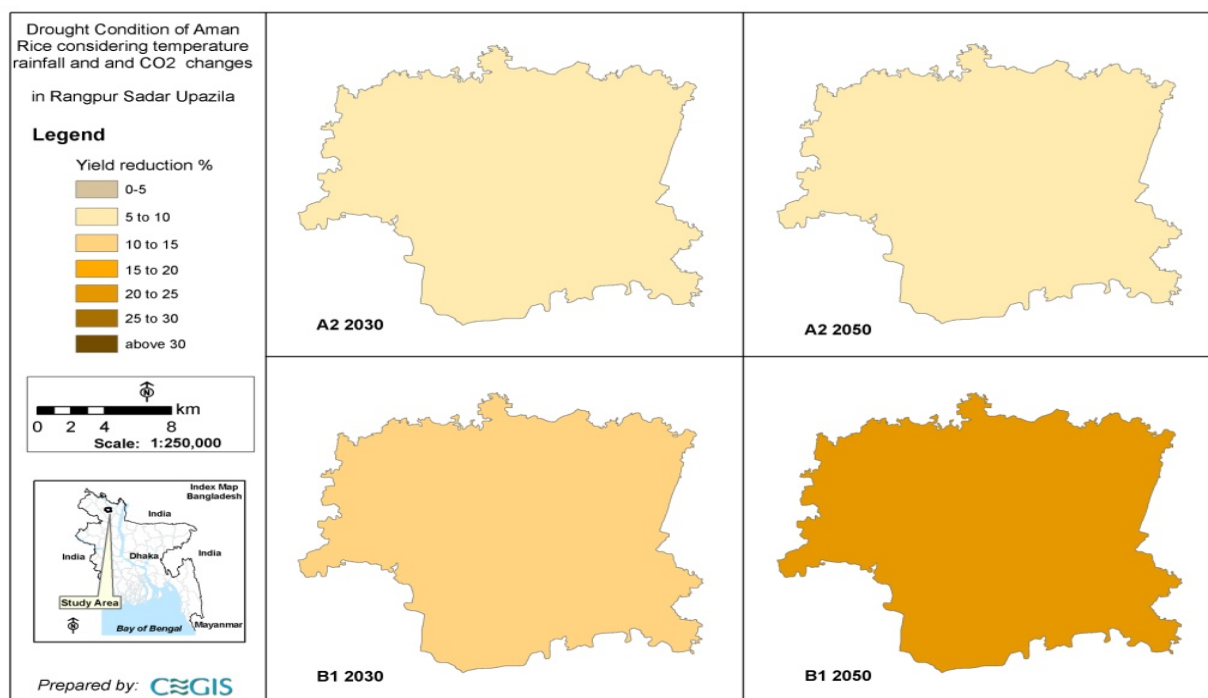 Drought Condition of Aman
Rice considering temperature
rainfall and and CO2 changes
in Rangpur Sadar Upazila
Legend
Yield reduction %
0-5
5 to 10
10 to 15
15 to 20
20 to 25
25 to 30
above 30
N
km
0 2 4 8
Scale: 1:250,000
Index Map
Bangladesh
India
India
Dhaka
India
Study Area
N
Bay of Bengal
Mayanmar
Prepared by: CEGIS
A2 2030
A2 2050
B1 2030
B1 2050